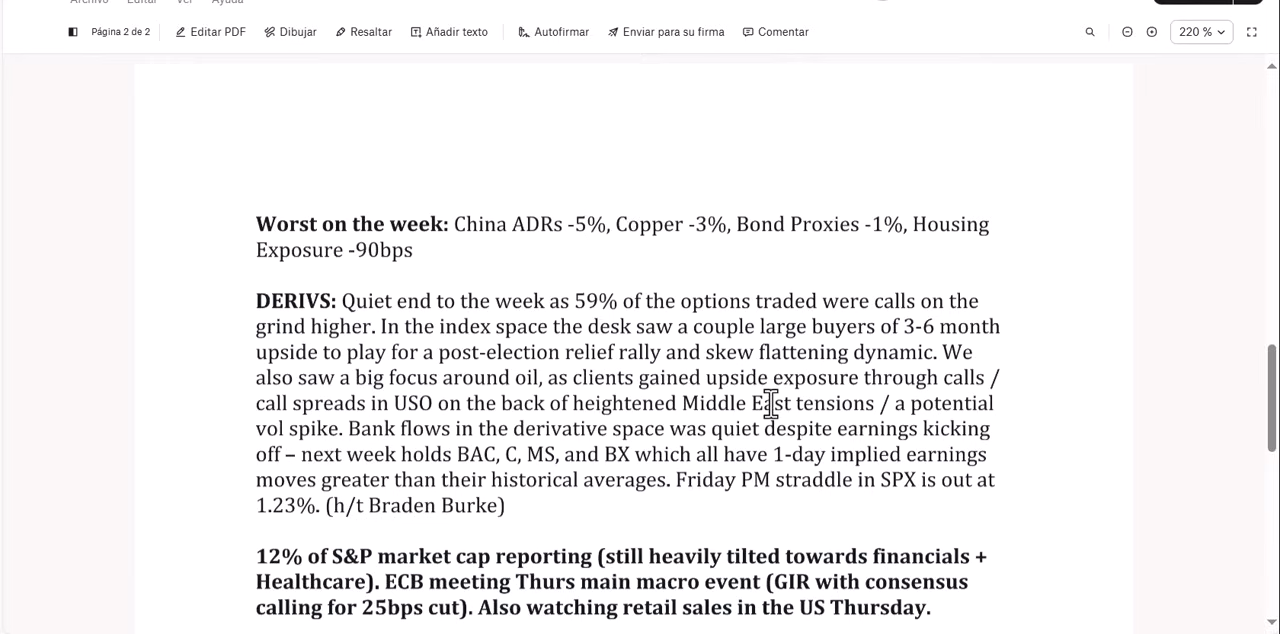 Archivo Editar Ver Ayuda
Página 2 de 2 Editar PDF Dibujar Resaltar Añadir texto Autofirmar Enviar para su firma Comentar 220 %
Worst on the week: China ADRs -5%, Copper -3%, Bond Proxies -1%, Housing
Exposure -90bps
DERIVS: Quiet end to the week as 59% of the options traded were calls on the
grind higher. In the index space the desk saw a couple large buyers of 3-6 month
upside to play for a post-election relief rally and skew flattening dynamic. We
also saw a big focus around oil, as clients gained upside exposure through calls /
call spreads in USO on the back of heightened Middle East tensions / a potential
vol spike. Bank flows in the derivative space was quiet despite earnings kicking
off – next week holds BAC, C, MS, and BX which all have 1-day implied earnings
moves greater than their historical averages. Friday PM straddle in SPX is out at
1.23%. (h/t Braden Burke)
12% of S&P market cap reporting (still heavily tilted towards financials +
Healthcare). ECB meeting Thurs main macro event (GIR with consensus
calling for 25bps cut). Also watching retail sales in the US Thursday.